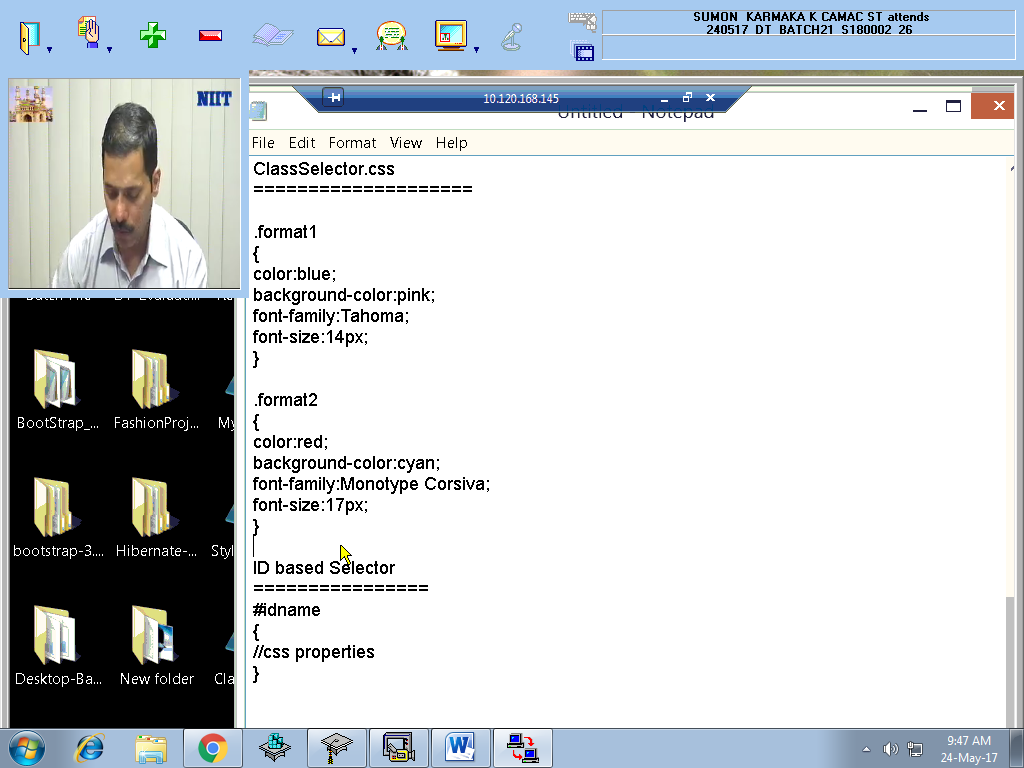 SUMON KARMAKA K CAMAC ST attends
240517 DT BATCH21 S180002 26
NIIT
10.120.168.145
Untitled - Notepad
File Edit Format View Help
ClassSelector.css
====================
.format1
{
color:blue;
background-color:pink;
font-family:Tahoma;
font-size:14px;
}
.format2
{
color:red;
background-color:cyan;
font-family:Monotype Corsiva;
font-size:17px;
}
ID based Selector
================
#idname
{
//css properties
}
BootStrap_... FashionProj... My
bootstrap-3.... Hibernate-... Styl
Desktop-Ba... New folder Cla
9:47 AM
24-May-17